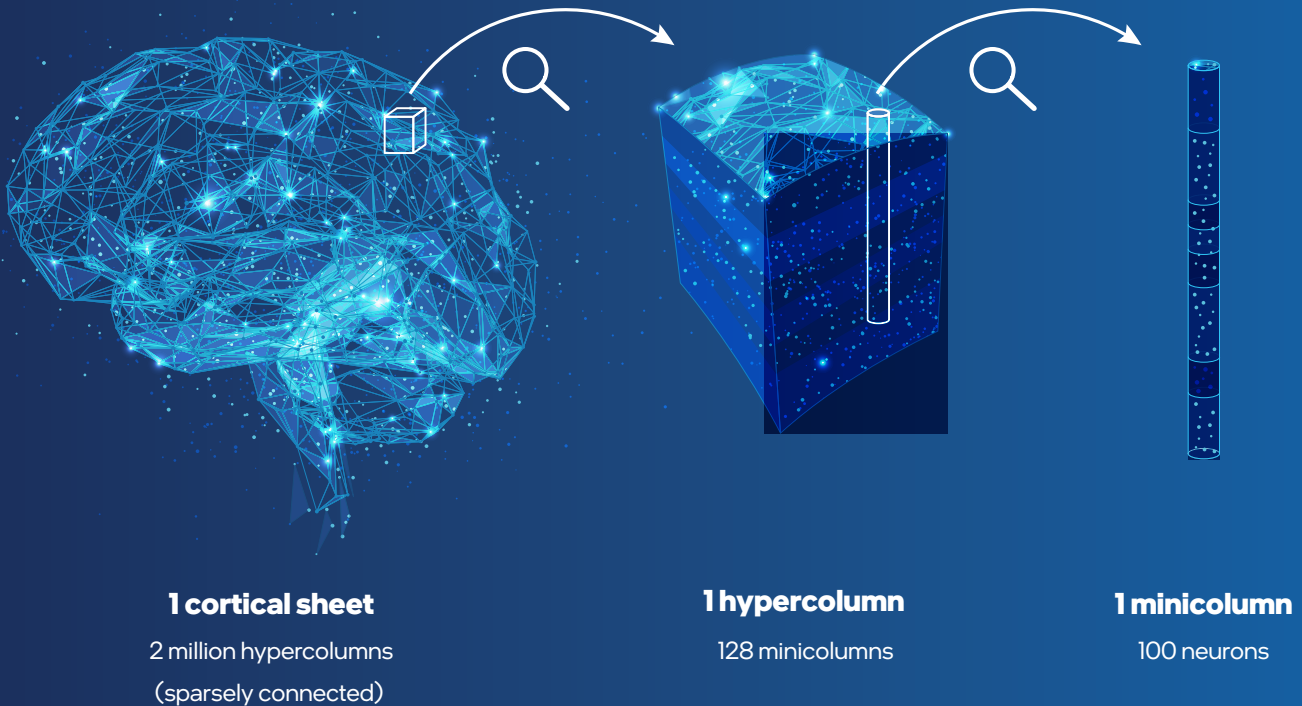 1 cortical sheet
2 million hypercolumns
(sparsely connected)
1 hypercolumn
128 minicolumns
1 minicolumn
100 neurons